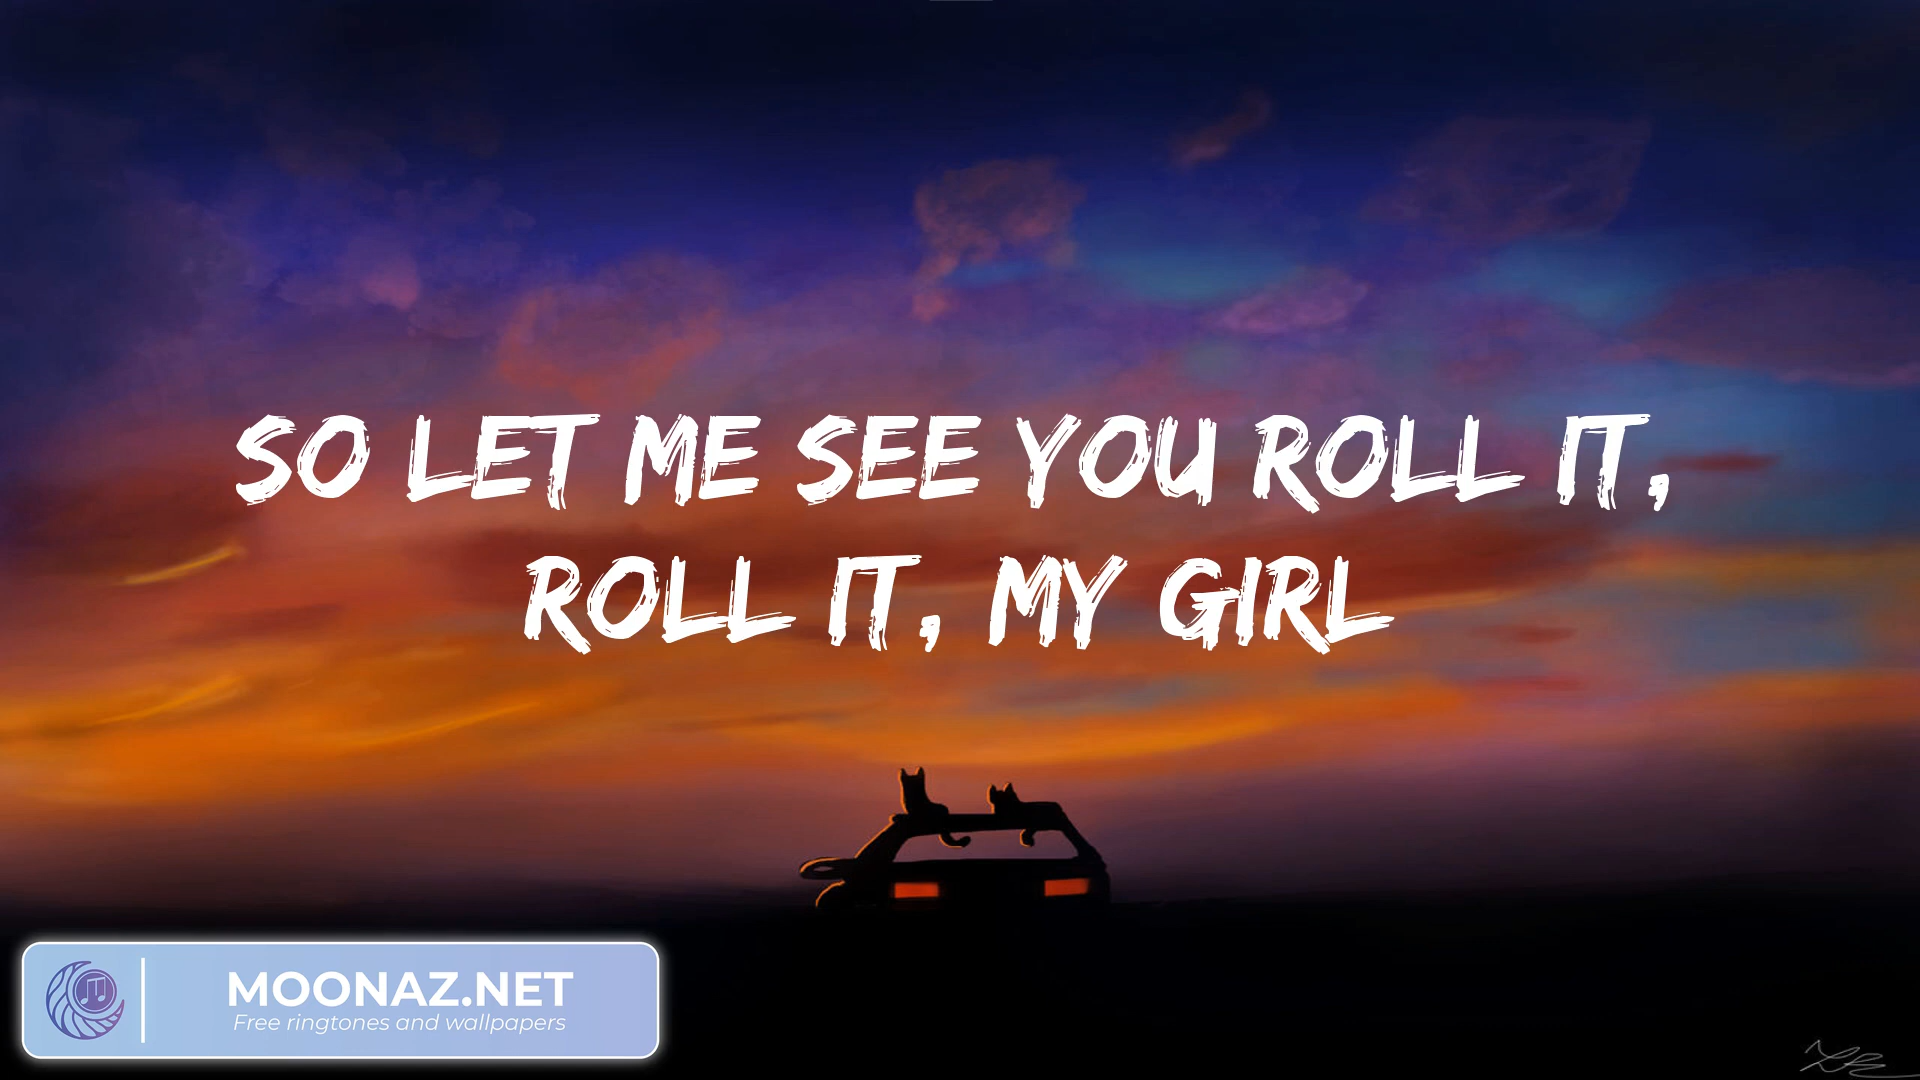 SO LET ME SEE YOU ROLL IT,
ROLL IT, MY GIRL
MOONAZ.NET
Free ringtones and wallpapers